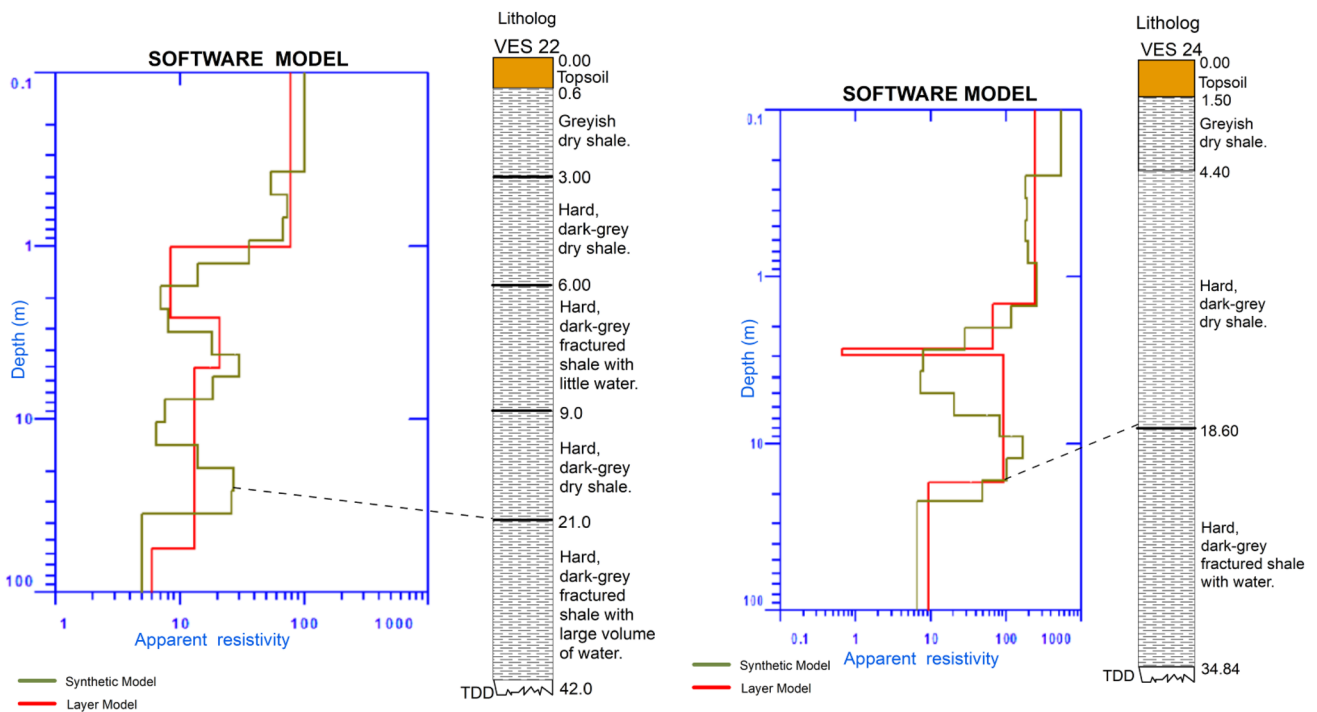 Litholog
VES 22
SOFTWARE MODEL
0.1
1
10
100
Depth (m)
1
10
100
1000
Apparent resistivity
Synthetic Model
Layer Model
0.00
Topsoil
0.6
Greyish
dry shale.
3.00
Hard,
dark-grey
dry shale.
6.00
Hard,
dark-grey
fractured
shale with
little water.
9.0
Hard,
dark-grey
dry shale.
21.0
Hard,
dark-grey
fractured
shale with
large volume
of water.
TDD
42.0
Litholog
VES 24
SOFTWARE MODEL
0.1
1
10
100
Depth (m)
0.1
1
10
100
1000
Apparent resistivity
Synthetic Model
Layer Model
0.00
Topsoil
1.50
Greyish
dry shale.
4.40
Hard,
dark-grey
dry shale.
18.60
Hard,
dark-grey
fractured shale
with water.
TDD
34.84